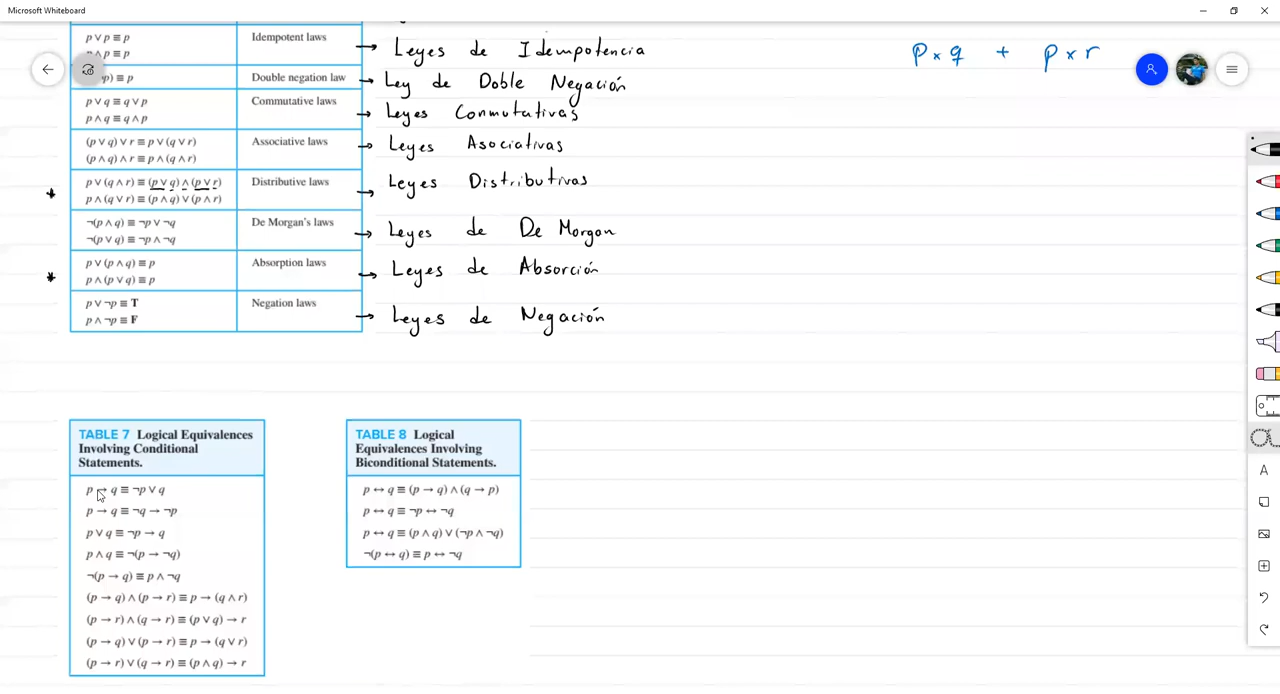 Microsoft Whiteboard
p ∨ p ≡ p
∧ p ≡ p
Idempotent laws
→ Leyes de Idempotencia
p × q + p × r
p) ≡ p
Double negation law
→ Ley de Doble Negación
p ∨ q ≡ q ∨ p
p ∧ q ≡ q ∧ p
Commutative laws
→ Leyes Conmutativas
(p ∨ q) ∨ r ≡ p ∨ (q ∨ r)
(p ∧ q) ∧ r ≡ p ∧ (q ∧ r)
Associative laws
→ Leyes Asociativas
p ∨ (q ∧ r) ≡ (p ∨ q) ∧ (p ∨ r)
p ∧ (q ∨ r) ≡ (p ∧ q) ∨ (p ∧ r)
Distributive laws
→ Leyes Distributivas
¬(p ∧ q) ≡ ¬p ∨ ¬q
¬(p ∨ q) ≡ ¬p ∧ ¬q
De Morgan's laws
→ Leyes de De Morgan
p ∨ (p ∧ q) ≡ p
p ∧ (p ∨ q) ≡ p
Absorption laws
→ Leyes de Absorción
p ∨ ¬p ≡ T
p ∧ ¬p ≡ F
Negation laws
→ Leyes de Negación
TABLE 7 Logical Equivalences
Involving Conditional
Statements.
p → q ≡ ¬p ∨ q
p → q ≡ ¬q → ¬p
p ∨ q ≡ ¬p → q
p ∧ q ≡ ¬(p → ¬q)
¬(p → q) ≡ p ∧ ¬q
(p → q) ∧ (p → r) ≡ p → (q ∧ r)
(p → r) ∧ (q → r) ≡ (p ∨ q) → r
(p → q) ∨ (p → r) ≡ p → (q ∨ r)
(p → r) ∨ (q → r) ≡ (p ∧ q) → r
TABLE 8 Logical
Equivalences Involving
Biconditional Statements.
p ↔ q ≡ (p → q) ∧ (q → p)
p ↔ q ≡ ¬p ↔ ¬q
p ↔ q ≡ (p ∧ q) ∨ (¬p ∧ ¬q)
¬(p ↔ q) ≡ p ↔ ¬q
A